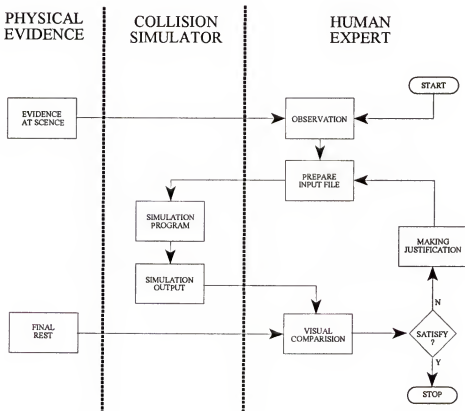 PHYSICAL
EVIDENCE
COLLISION
SIMULATOR
HUMAN
EXPERT
START
EVIDENCE
AT SCENCE
OBSERVATION
PREPARE
INPUT FILE
SIMULATION
PROGRAM
MAKING
JUSTIFICATION
SIMULATION
OUTPUT
N
FINAL
REST
VISUAL
COMPARISION
SATISFY
?
Y
STOP